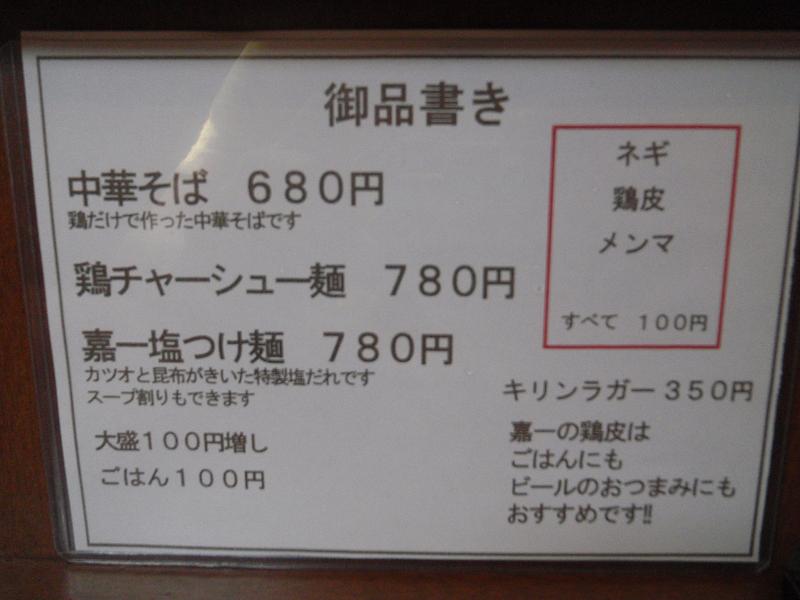 御品書き
中華そば　６８０円
鶏だけで作った中華そばです
鶏チャーシュー麺　７８０円
嘉一塩つけ麺　７８０円
カツオと昆布がきいた特製塩だれです
スープ割りもできます
大盛１００円増し
ごはん１００円
ネギ
鶏皮
メンマ
すべて　１００円
キリンラガー３５０円
嘉一の鶏皮は
ごはんにも
ビールのおつまみにも
おすすめです!!